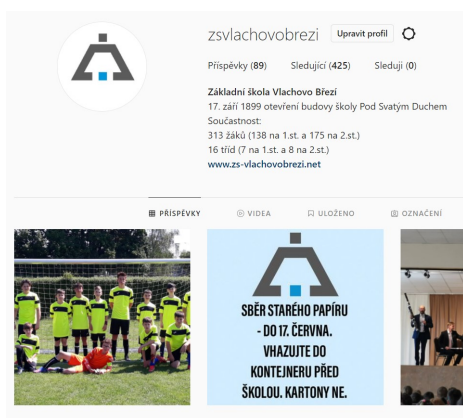 zsvlachovobrezi Upravit profil
Příspěvky (89) Sledující (425) Sleduji (0)
Základní škola Vlachovo Březí
17. září 1899 otevření budovy školy Pod Svatým Duchem
Součastnost:
313 žáků (138 na 1.st. a 175 na 2.st.)
16 tříd (7 na 1.st. a 8 na 2.st.)
www.zs-vlachovobrezi.net
PŘÍSPĚVKY VIDEA ULOŽENO OZNAČENÍ
SBĚR STARÉHO PAPÍRU
- DO 17. ČERVNA.
VHAZUJTE DO
KONTEJNERU PŘED
ŠKOLOU. KARTONY NE.